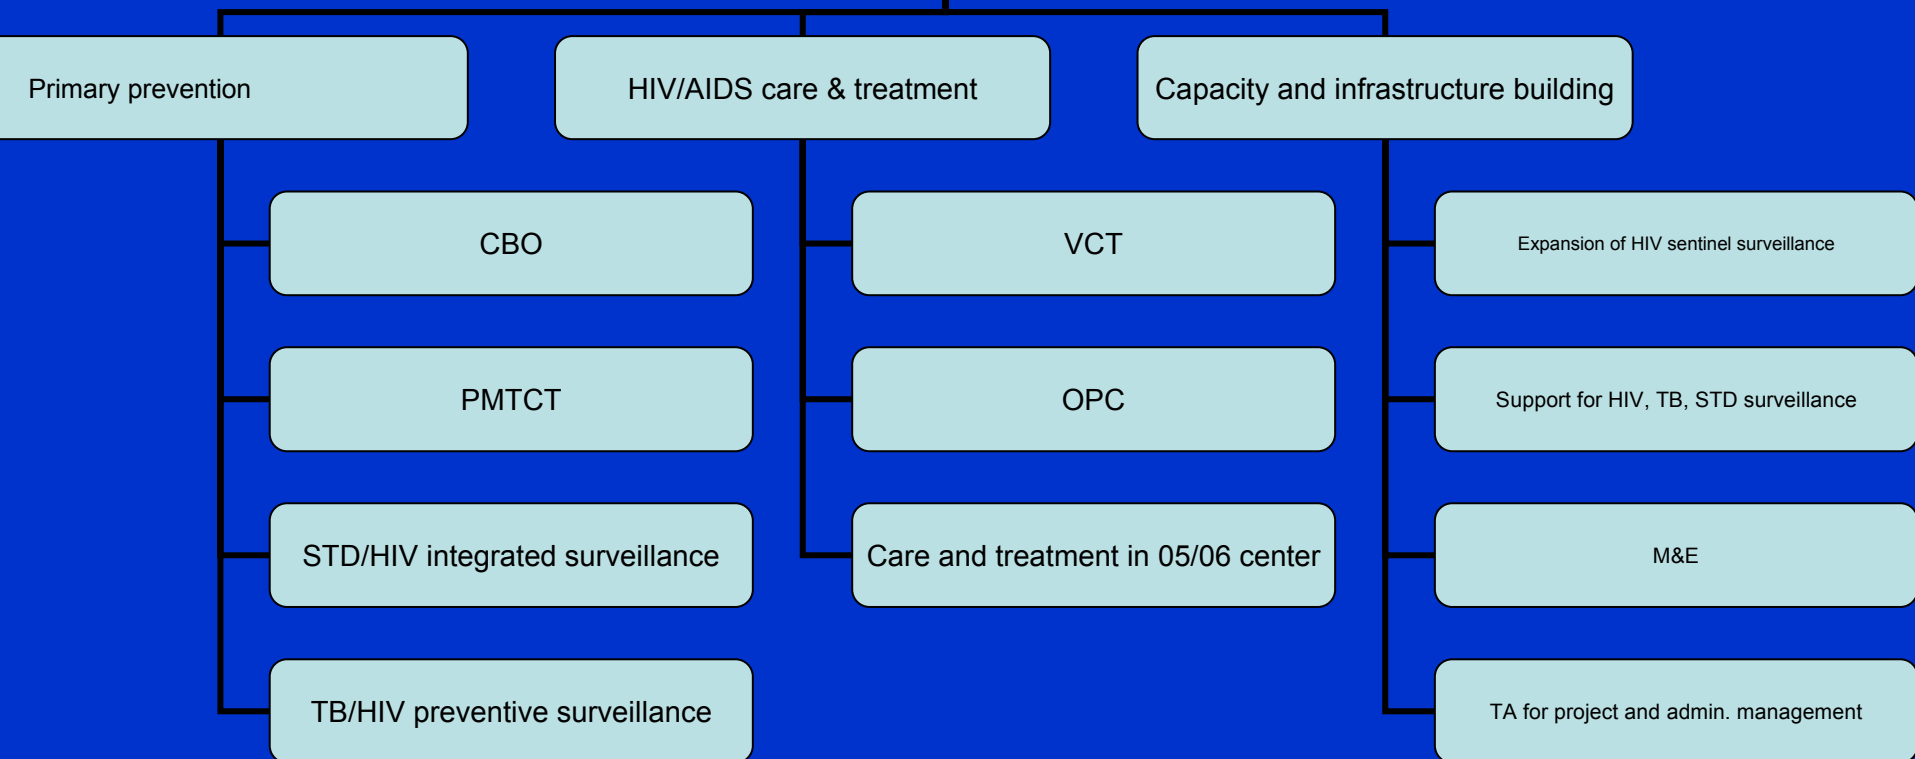 Primary prevention
HIV/AIDS care & treatment
Capacity and infrastructure building
CBO
VCT
Expansion of HIV sentinel surveillance
PMTCT
OPC
Support for HIV, TB, STD surveillance
STD/HIV integrated surveillance
Care and treatment in 05/06 center
M&E
TB/HIV preventive surveillance
TA for project and admin. management